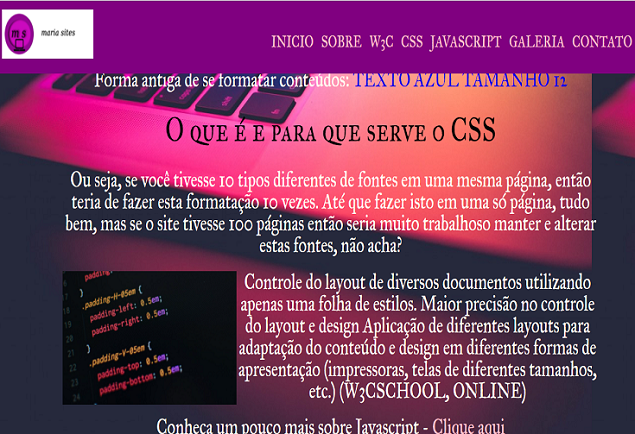 m s
maria sites
INICIO SOBRE W3C CSS JAVASCRIPT GALERIA CONTATO
Forma antiga de se formatar conteúdos: TEXTO AZUL TAMANHO 12
O que é e para que serve o CSS
Ou seja, se você tivesse 10 tipos diferentes de fontes em uma mesma página, então
teria de fazer esta formatação 10 vezes. Até que fazer isto em uma só página, tudo
bem, mas se o site tivesse 100 páginas então seria muito trabalhoso manter e alterar
estas fontes, não acha?
padding
}
.padding-H-05em {
padding-left: 0.5em;
padding-right: 0.5em;
}
.padding-V-05em {
padding-top: 0.5em;
padding-bottom: 0.5em;
Controle do layout de diversos documentos utilizando
apenas uma folha de estilos. Maior precisão no controle
do layout e design Aplicação de diferentes layouts para
adaptação do conteúdo e design em diferentes formas de
apresentação (impressoras, telas de diferentes tamanhos,
etc.) (W3CSCHOOL, ONLINE)
Conheça um pouco mais sobre Javascript - Clique aqui